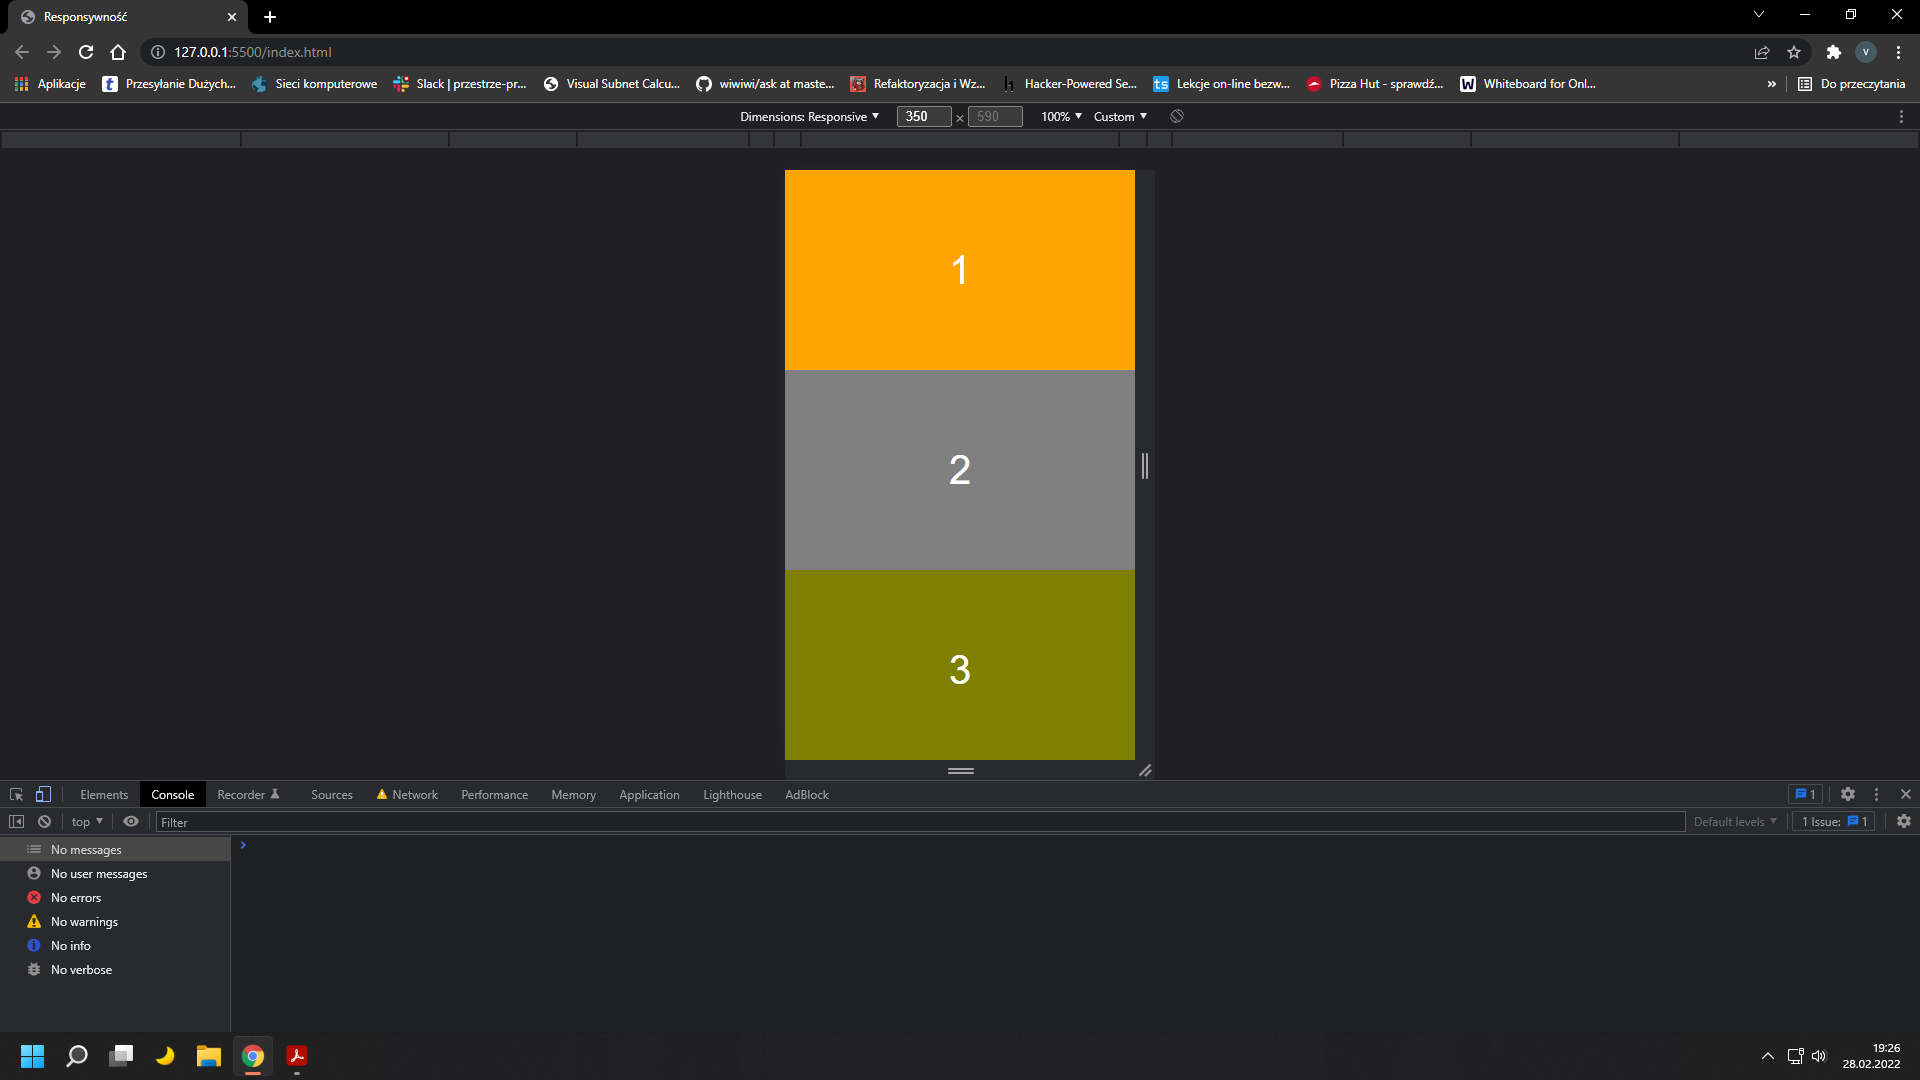 Responsywność
127.0.0.1:5500/index.html
V
Aplikacje
Przesyłanie Dużych...
Sieci komputerowe
Slack | przestrze-pr...
Visual Subnet Calcu...
wiwiwi/ask at maste...
Refaktoryzacja i Wz...
Hacker-Powered Se...
Lekcje on-line bezw...
Pizza Hut - sprawdź...
Whiteboard for Onl...
»
Do przeczytania
Dimensions: Responsive 350 × 590 100% Custom
1
2
3
Elements Console Recorder Sources Network Performance Memory Application Lighthouse AdBlock 1
top Filter Default levels 1 Issue: 1
No messages
No user messages
No errors
No warnings
No info
No verbose
19:26
28.02.2022